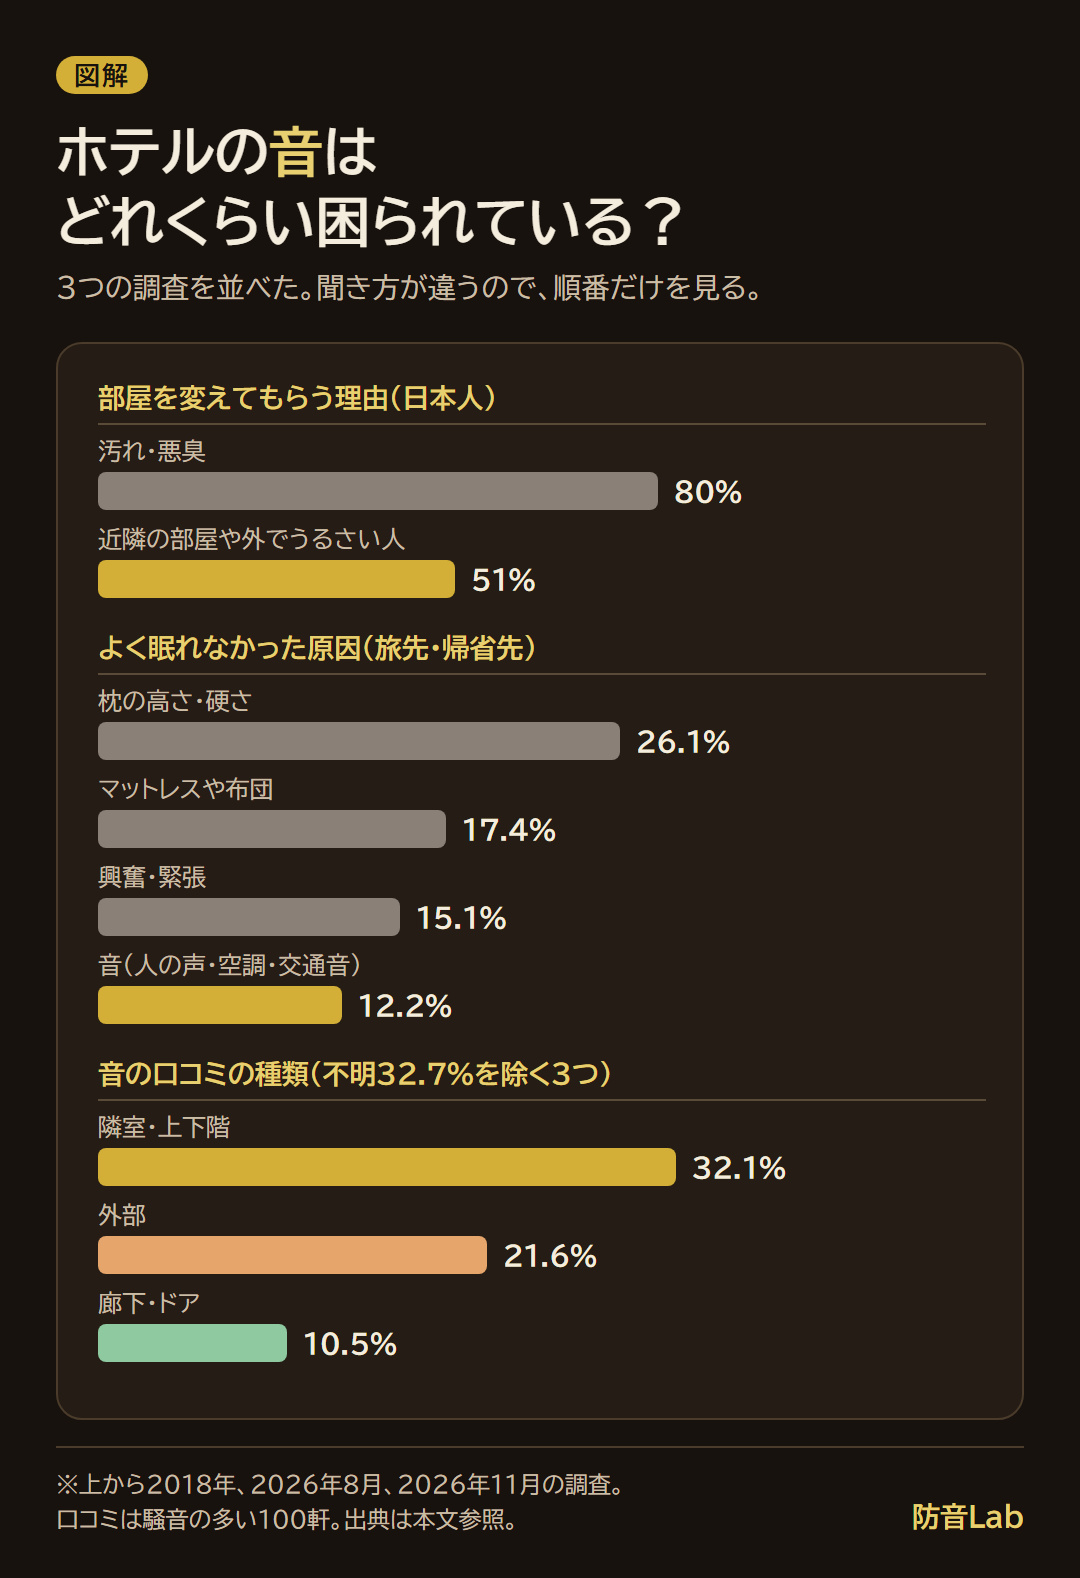 図解
ホテルの音は
どれくらい困られている？
3つの調査を並べた。聞き方が違うので、順番だけを見る。
部屋を変えてもらう理由（日本人）
汚れ・悪臭
80%
近隣の部屋や外でうるさい人
51%
よく眠れなかった原因（旅先・帰省先）
枕の高さ・硬さ
26.1%
マットレスや布団
17.4%
興奮・緊張
15.1%
音（人の声・空調・交通音）
12.2%
音の口コミの種類（不明32.7%を除く3つ）
隣室・上下階
32.1%
外部
21.6%
廊下・ドア
10.5%
※上から2018年、2026年8月、2026年11月の調査。
口コミは騒音の多い100軒。出典は本文参照。
防音Lab